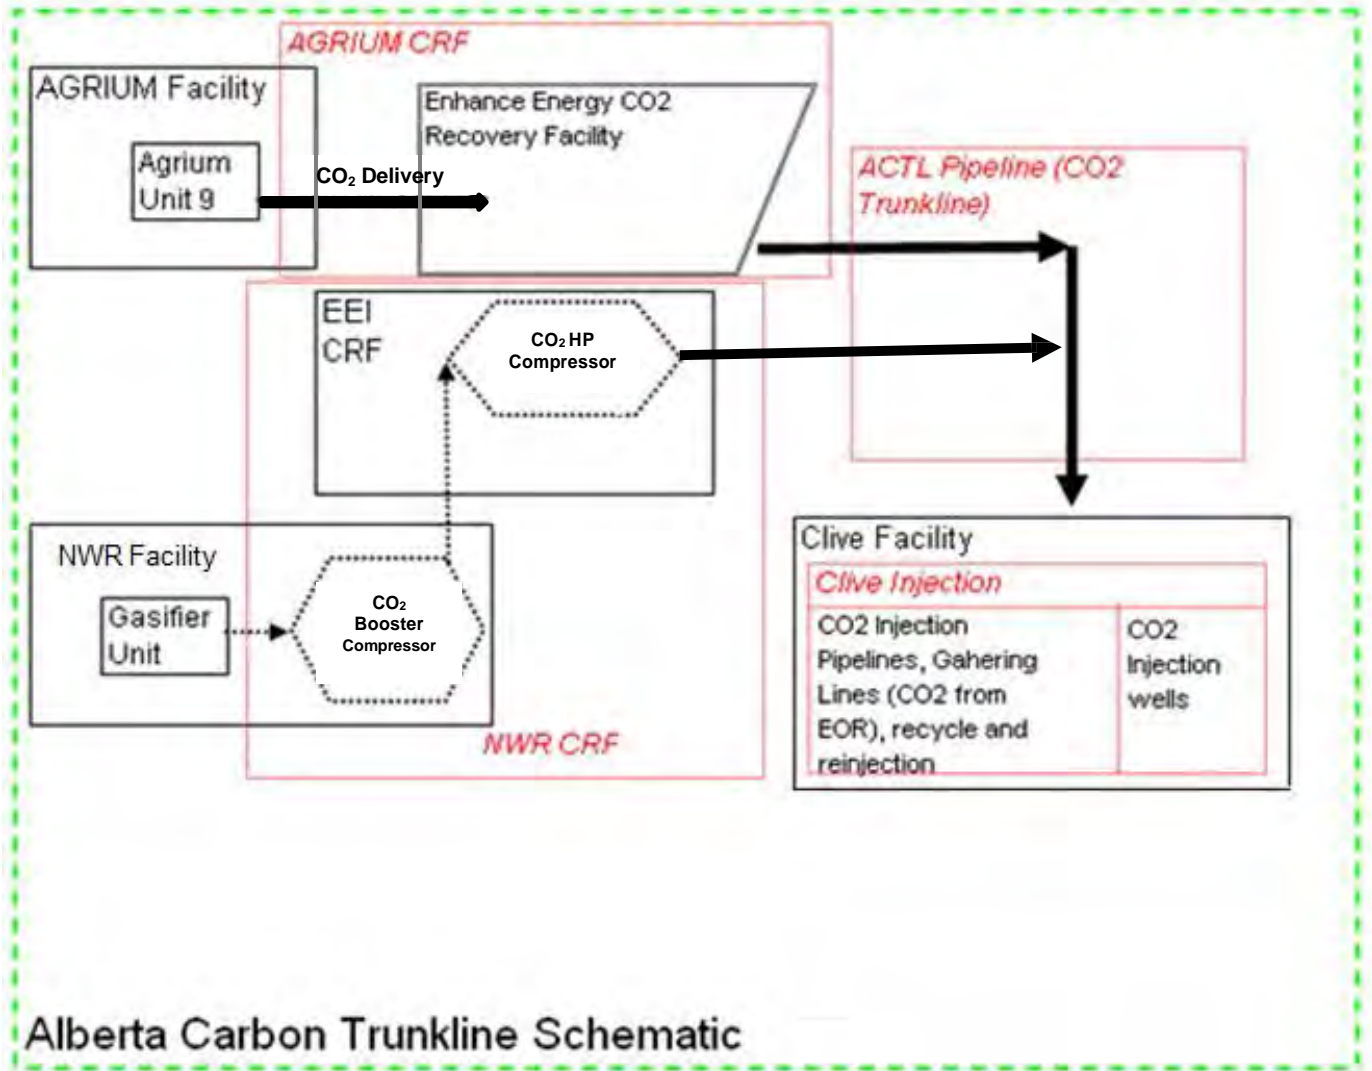 AGRIUM CRF
AGRIUM Facility
Enhance Energy CO2
Recovery Facility
Agrium
Unit 9
CO₂ Delivery
ACTL Pipeline (CO2
Trunkline)
EEI
CRF
CO₂ HP
Compressor
NWR Facility
Gasifier
Unit
CO₂
Booster
Compressor
NWR CRF
Clive Facility
Clive Injection
CO2 Injection
Pipelines, Gahering
Lines (CO2 from
EOR), recycle and
reinjection
CO2
Injection
wells
Alberta Carbon Trunkline Schematic